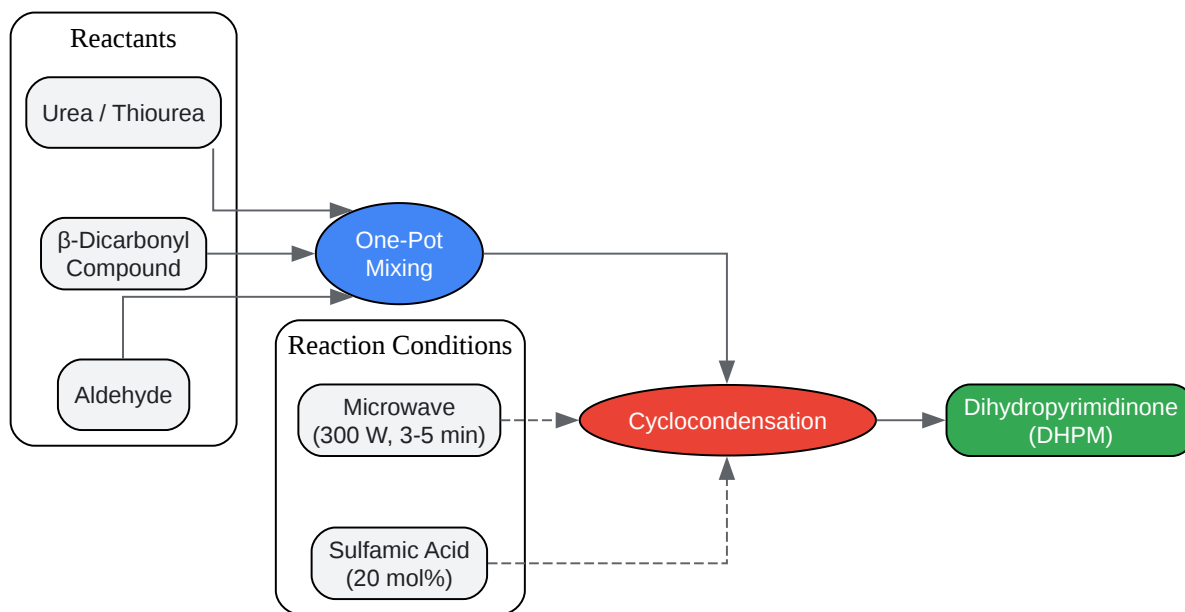 Reactants
Urea / Thiourea
β-Dicarbonyl
Compound
Aldehyde
One-Pot
Mixing
Reaction Conditions
Microwave
(300 W, 3-5 min)
Sulfamic Acid
(20 mol%)
Cyclocondensation
Dihydropyrimidinone
(DHPM)